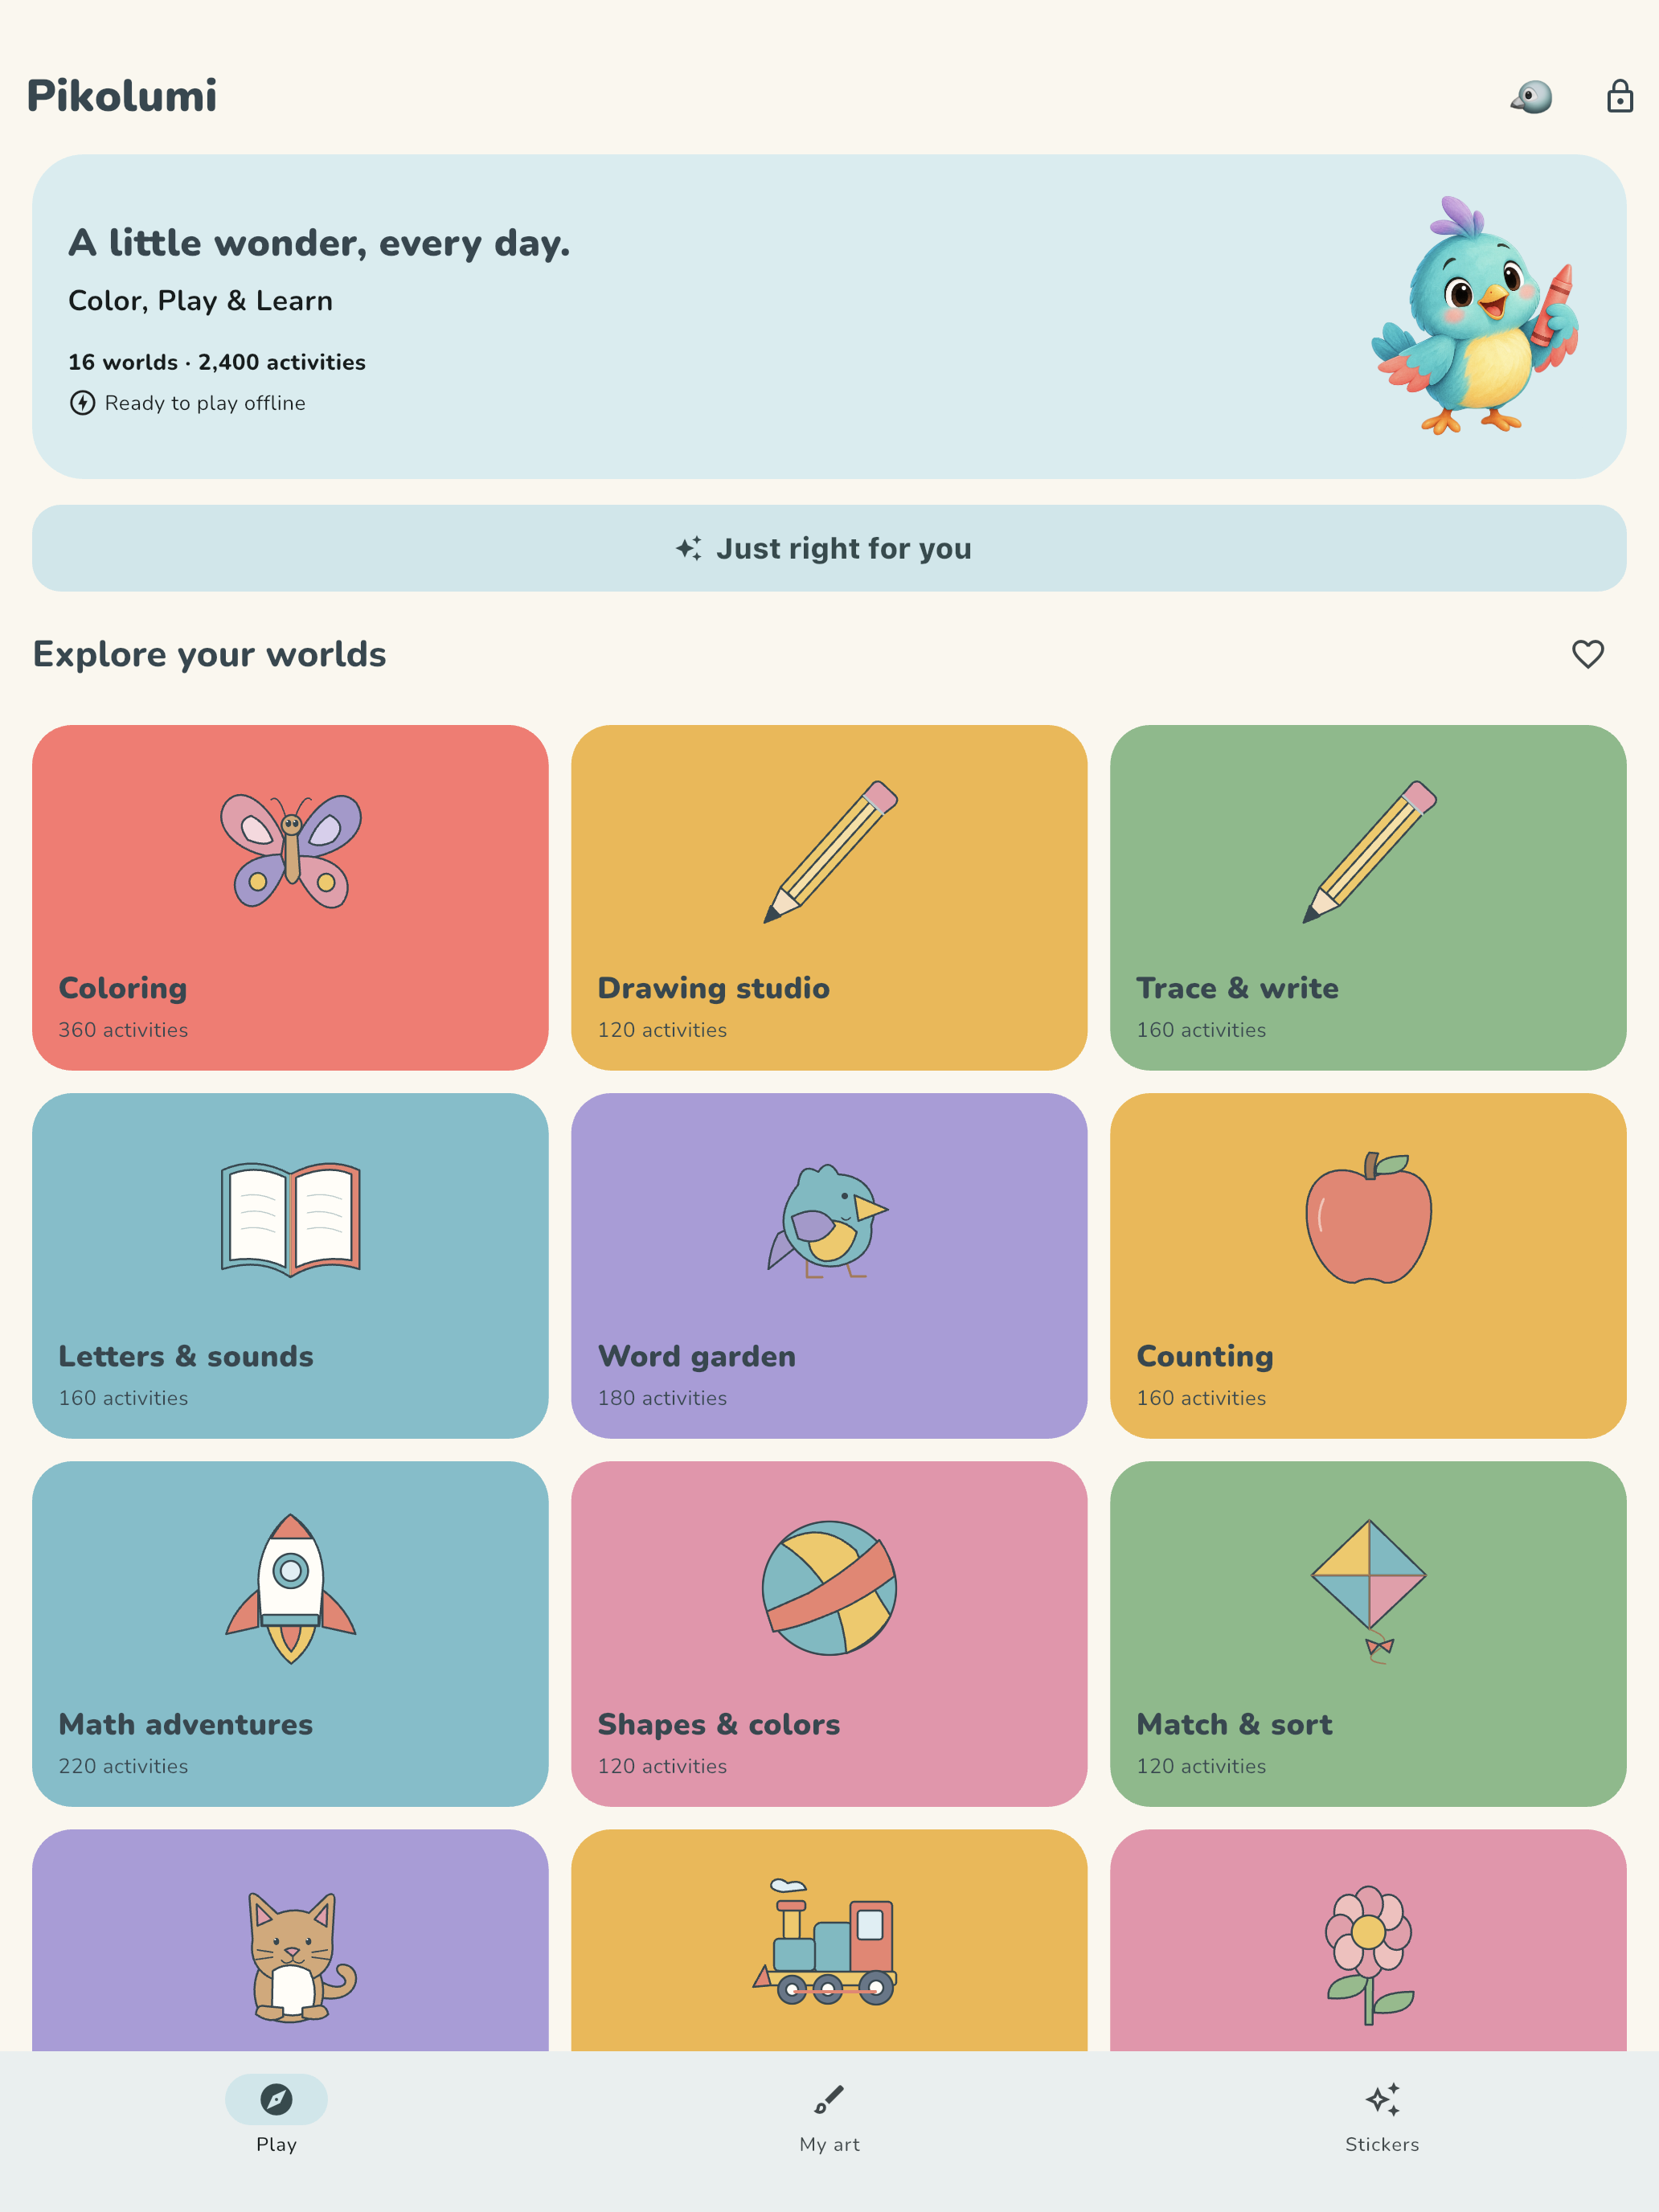 Pikolumi
A little wonder, every day.
Color, Play & Learn
16 worlds · 2,400 activities
Ready to play offline
Just right for you
Explore your worlds
Coloring
360 activities
Drawing studio
120 activities
Trace & write
160 activities
Letters & sounds
160 activities
Word garden
180 activities
Counting
160 activities
Math adventures
220 activities
Shapes & colors
120 activities
Match & sort
120 activities
Play
My art
Stickers